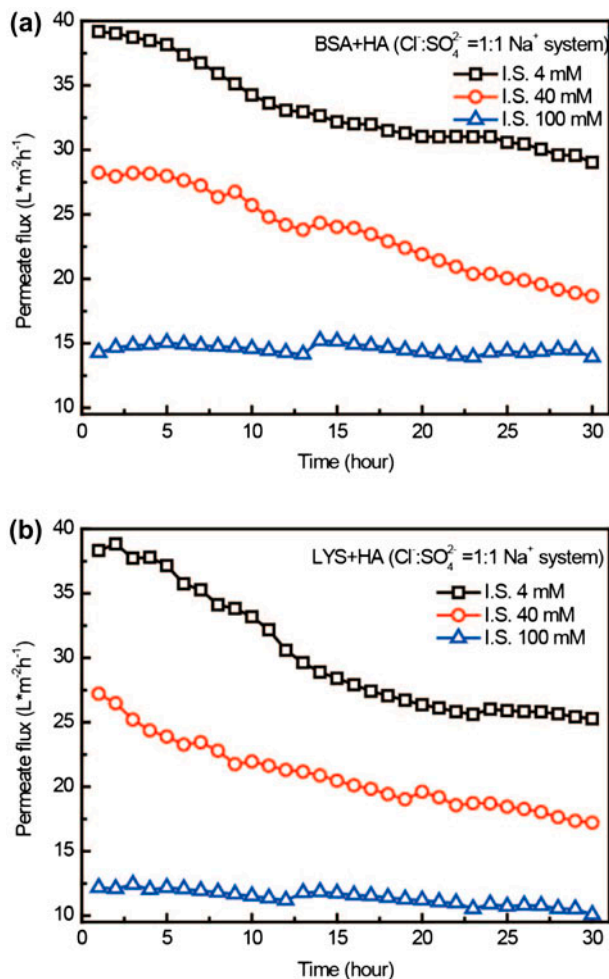 (a)
BSA+HA (Cl⁻:SO₄²⁻ =1:1 Na⁺ system)
I.S. 4 mM
I.S. 40 mM
I.S. 100 mM
Permeate flux (L*m⁻²h⁻¹)
40
35
30
25
20
15
10
0 5 10 15 20 25 30
Time (hour)
(b)
LYS+HA (Cl⁻:SO₄²⁻ =1:1 Na⁺ system)
I.S. 4 mM
I.S. 40 mM
I.S. 100 mM
Permeate flux (L*m⁻²h⁻¹)
40
35
30
25
20
15
10
0 5 10 15 20 25 30
Time (hour)